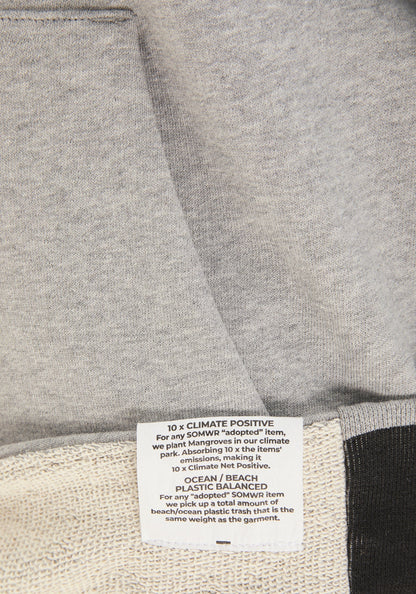 10 x CLIMATE POSITIVE
For any SOMWR “adopted” item,
we plant Mangroves in our climate
park. Absorbing 10 x the items'
emissions, making it
10 x Climate Net Positive.
OCEAN / BEACH
PLASTIC BALANCED
For any "adopted" SOMWR item
we pick up a total amount of
beach/ocean plastic trash that is the
same weight as the garment.